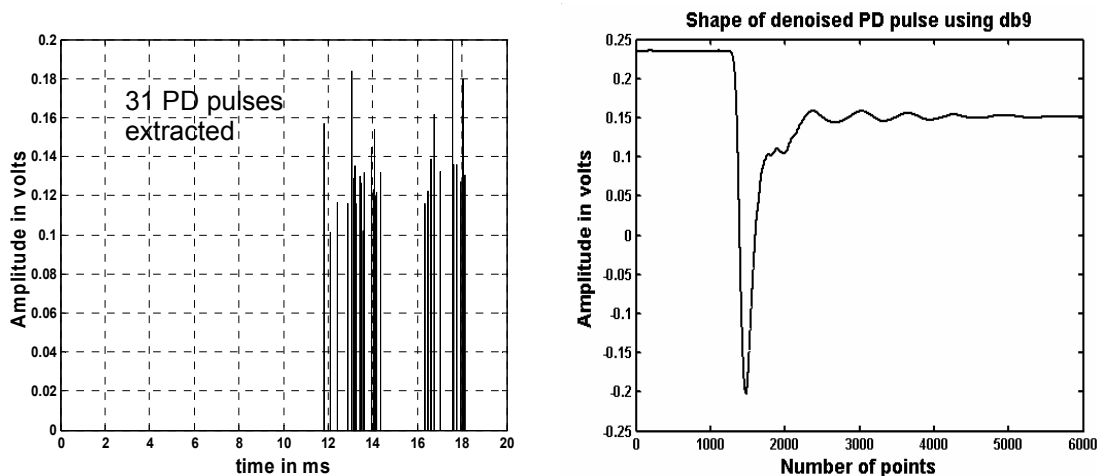 0.2
0.18
0.16
0.14
0.12
0.1
0.08
0.06
0.04
0.02
0
Amplitude in volts
31 PD pulses
extracted
0 2 4 6 8 10 12 14 16 18 20
time in ms
Shape of denoised PD pulse using db9
0.25
0.2
0.15
0.1
0.05
0
-0.05
-0.1
-0.15
-0.2
-0.25
Amplitude in volts
0 1000 2000 3000 4000 5000 6000
Number of points